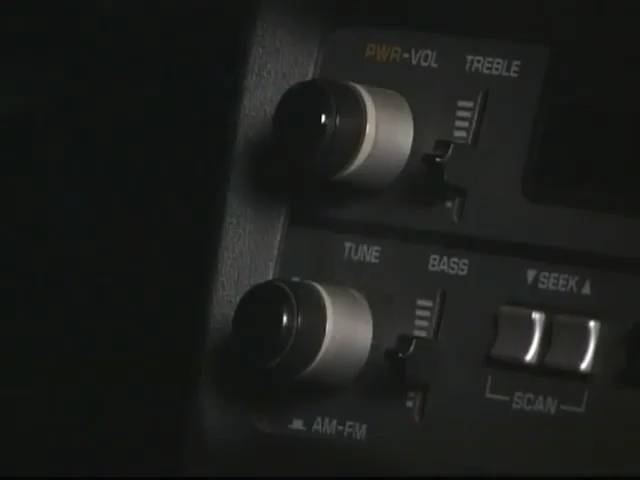 PWR-VOL
TREBLE
TUNE
BASS
▼SEEK▲
SCAN
AM-FM